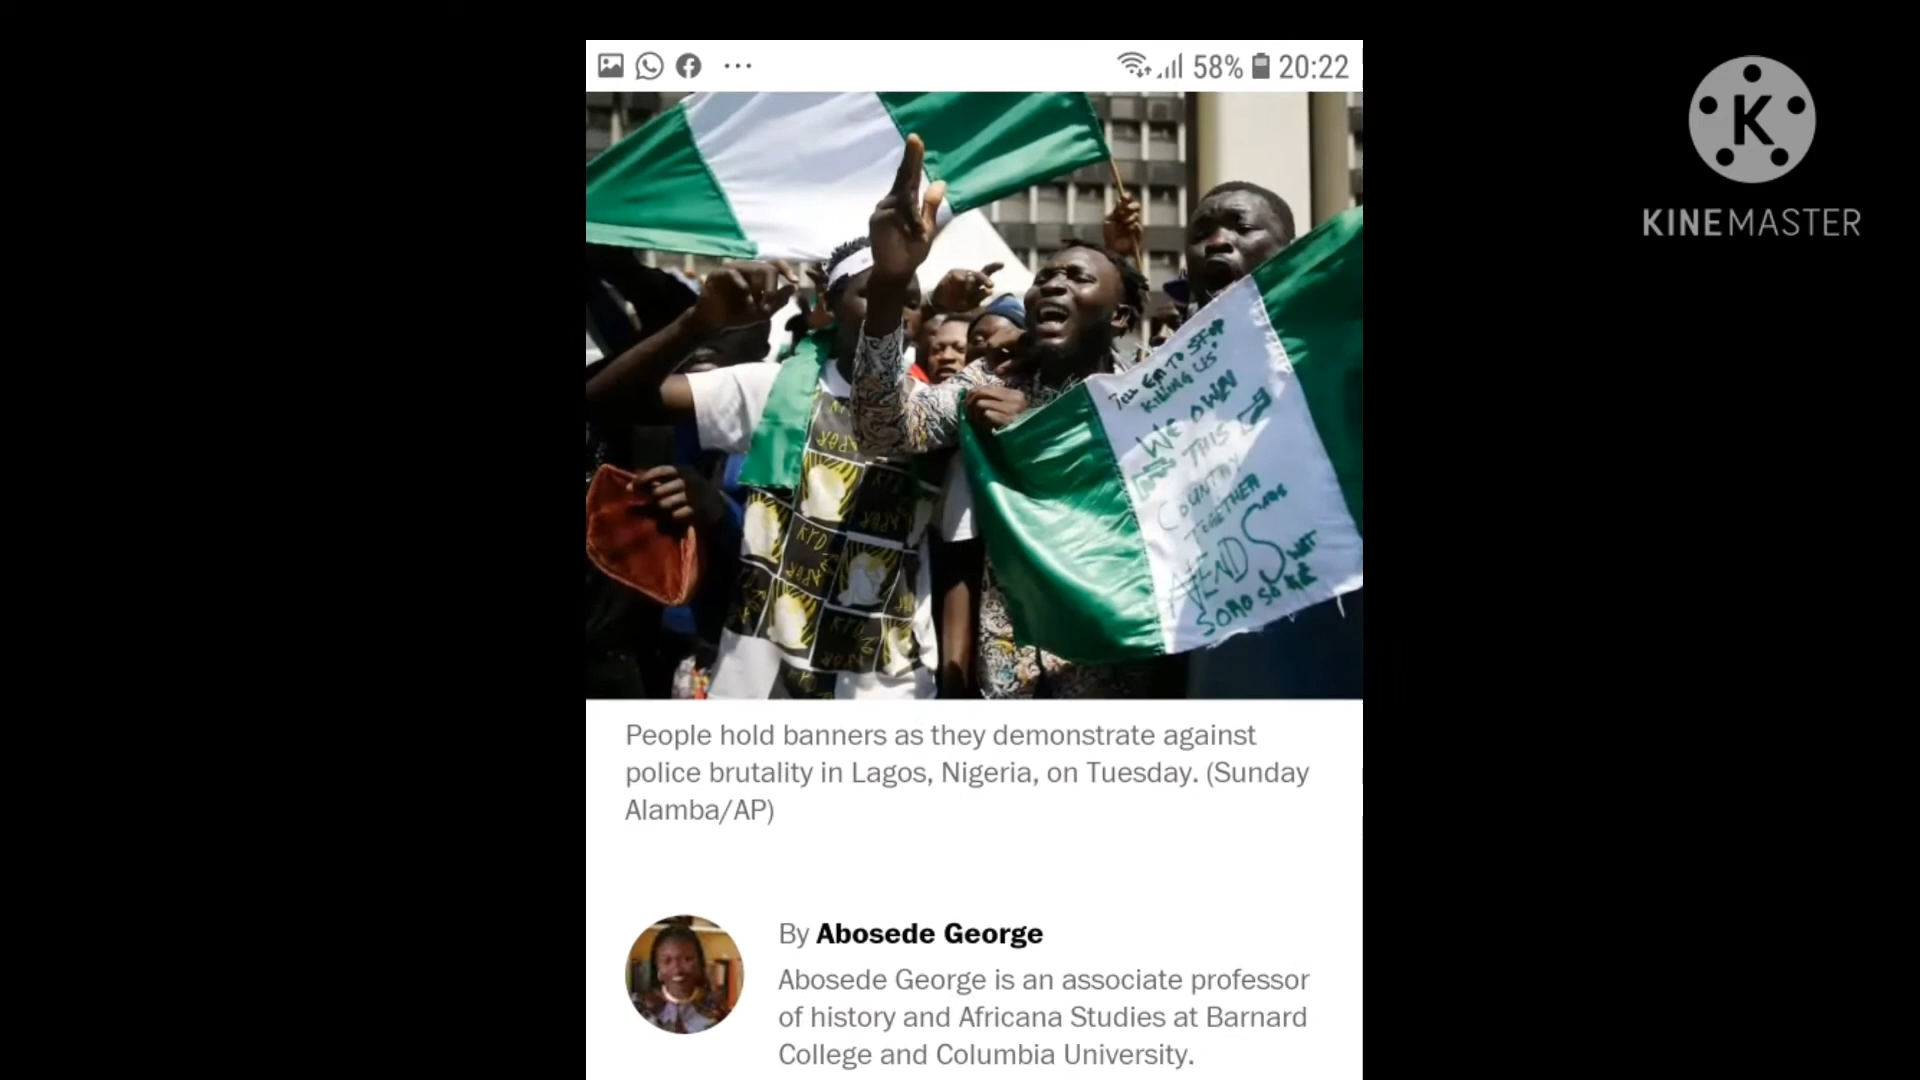 58% 20:22
K
KINEMASTER
TELL EM TO STOP
KILLING US'
WE OWN
THIS
COUNTRY
TOGETHER
SORO SOKE
People hold banners as they demonstrate against
police brutality in Lagos, Nigeria, on Tuesday. (Sunday
Alamba/AP)
By Abosede George
Abosede George is an associate professor
of history and Africana Studies at Barnard
College and Columbia University.